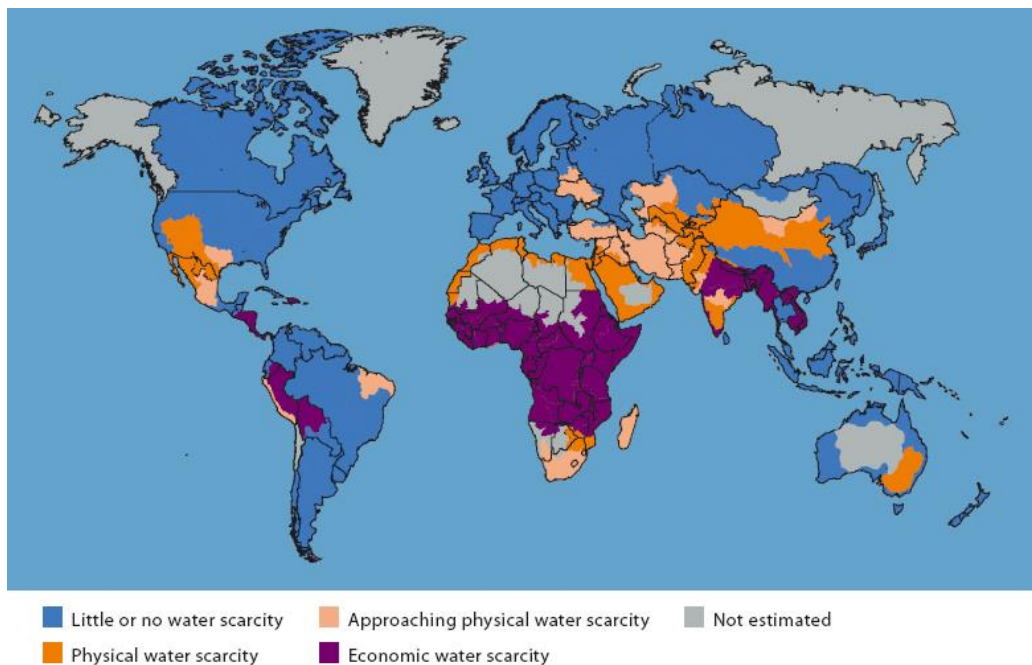 Little or no water scarcity
Approaching physical water scarcity
Not estimated
Physical water scarcity
Economic water scarcity